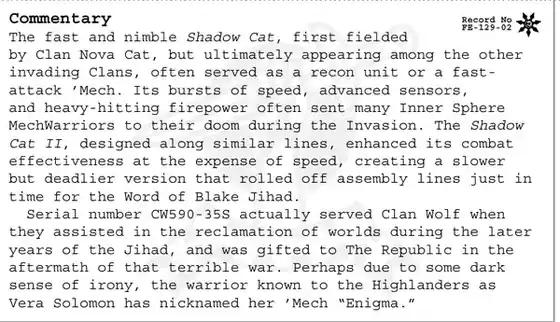 Commentary
Record No
FE-129-02
The fast and nimble Shadow Cat, first fielded
by Clan Nova Cat, but ultimately appearing among the other
invading Clans, often served as a recon unit or a fast-
attack ’Mech. Its bursts of speed, advanced sensors,
and heavy-hitting firepower often sent many Inner Sphere
MechWarriors to their doom during the Invasion. The Shadow
Cat II, designed along similar lines, enhanced its combat
effectiveness at the expense of speed, creating a slower
but deadlier version that rolled off assembly lines just in
time for the Word of Blake Jihad.
Serial number CW590-35S actually served Clan Wolf when
they assisted in the reclamation of worlds during the later
years of the Jihad, and was gifted to The Republic in the
aftermath of that terrible war. Perhaps due to some dark
sense of irony, the warrior known to the Highlanders as
Vera Solomon has nicknamed her ’Mech “Enigma.”